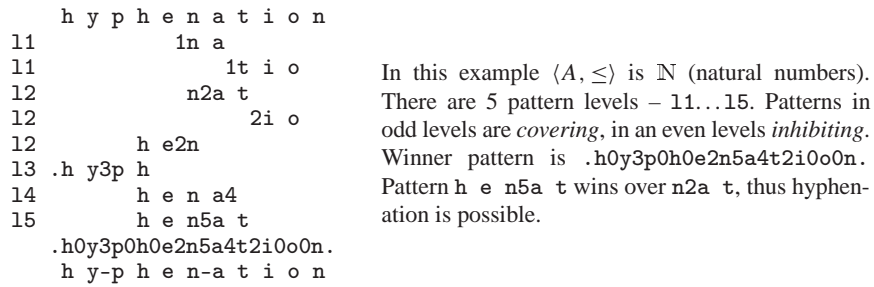 h y p h e n a t i o n
l1 1n a
l1 1t i o
l2 n2a t
l2 2i o
l2 h e2n
l3 .h y3p h
l4 h e n a4
l5 h e n5a t
.h0y3p0h0e2n5a4t2i0o0n.
h y-p h e n-a t i o n
In this example ⟨A, ≤⟩ is ℕ (natural numbers).
There are 5 pattern levels – l1...l5. Patterns in
odd levels are covering, in an even levels inhibiting.
Winner pattern is .h0y3p0h0e2n5a4t2i0o0n.
Pattern h e n5a t wins over n2a t, thus hyphen-
ation is possible.